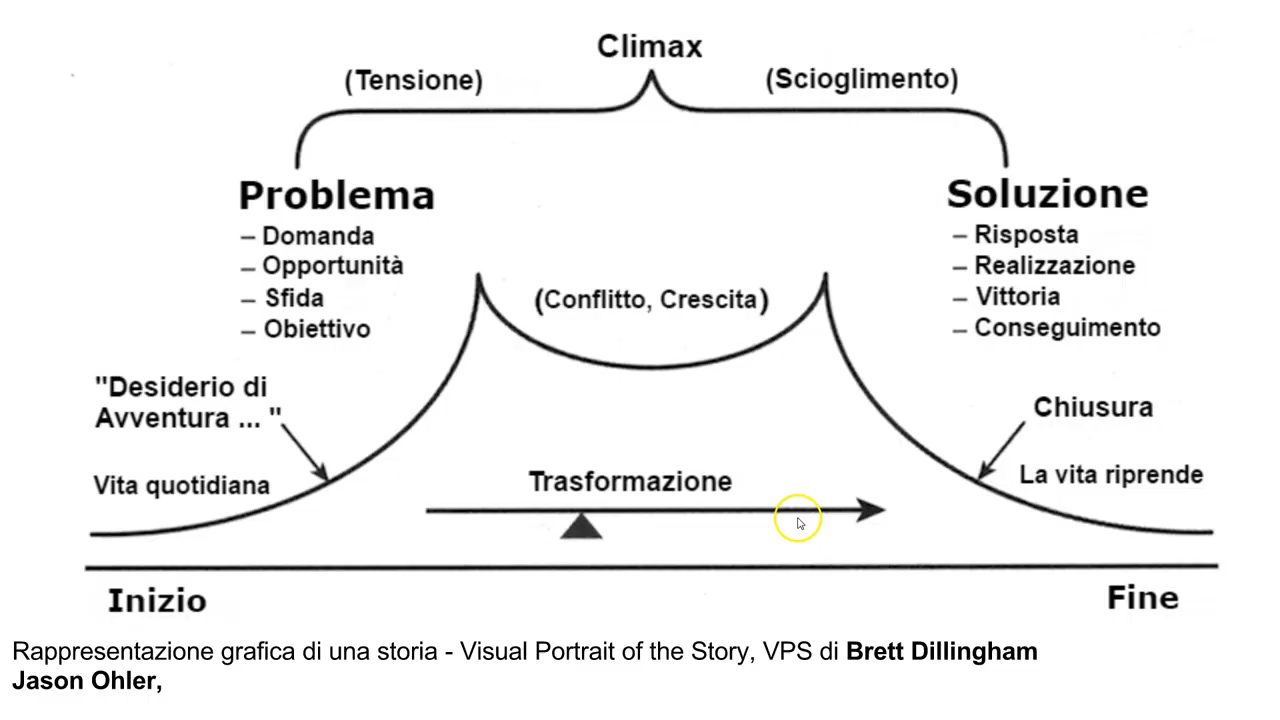 Climax
(Tensione)
(Scioglimento)
Problema
– Domanda
– Opportunità
– Sfida
– Obiettivo
Soluzione
– Risposta
– Realizzazione
– Vittoria
– Conseguimento
(Conflitto, Crescita)
"Desiderio di
Avventura ... "
Vita quotidiana
Chiusura
La vita riprende
Trasformazione
Inizio
Fine
Rappresentazione grafica di una storia - Visual Portrait of the Story, VPS di Brett Dillingham
Jason Ohler,